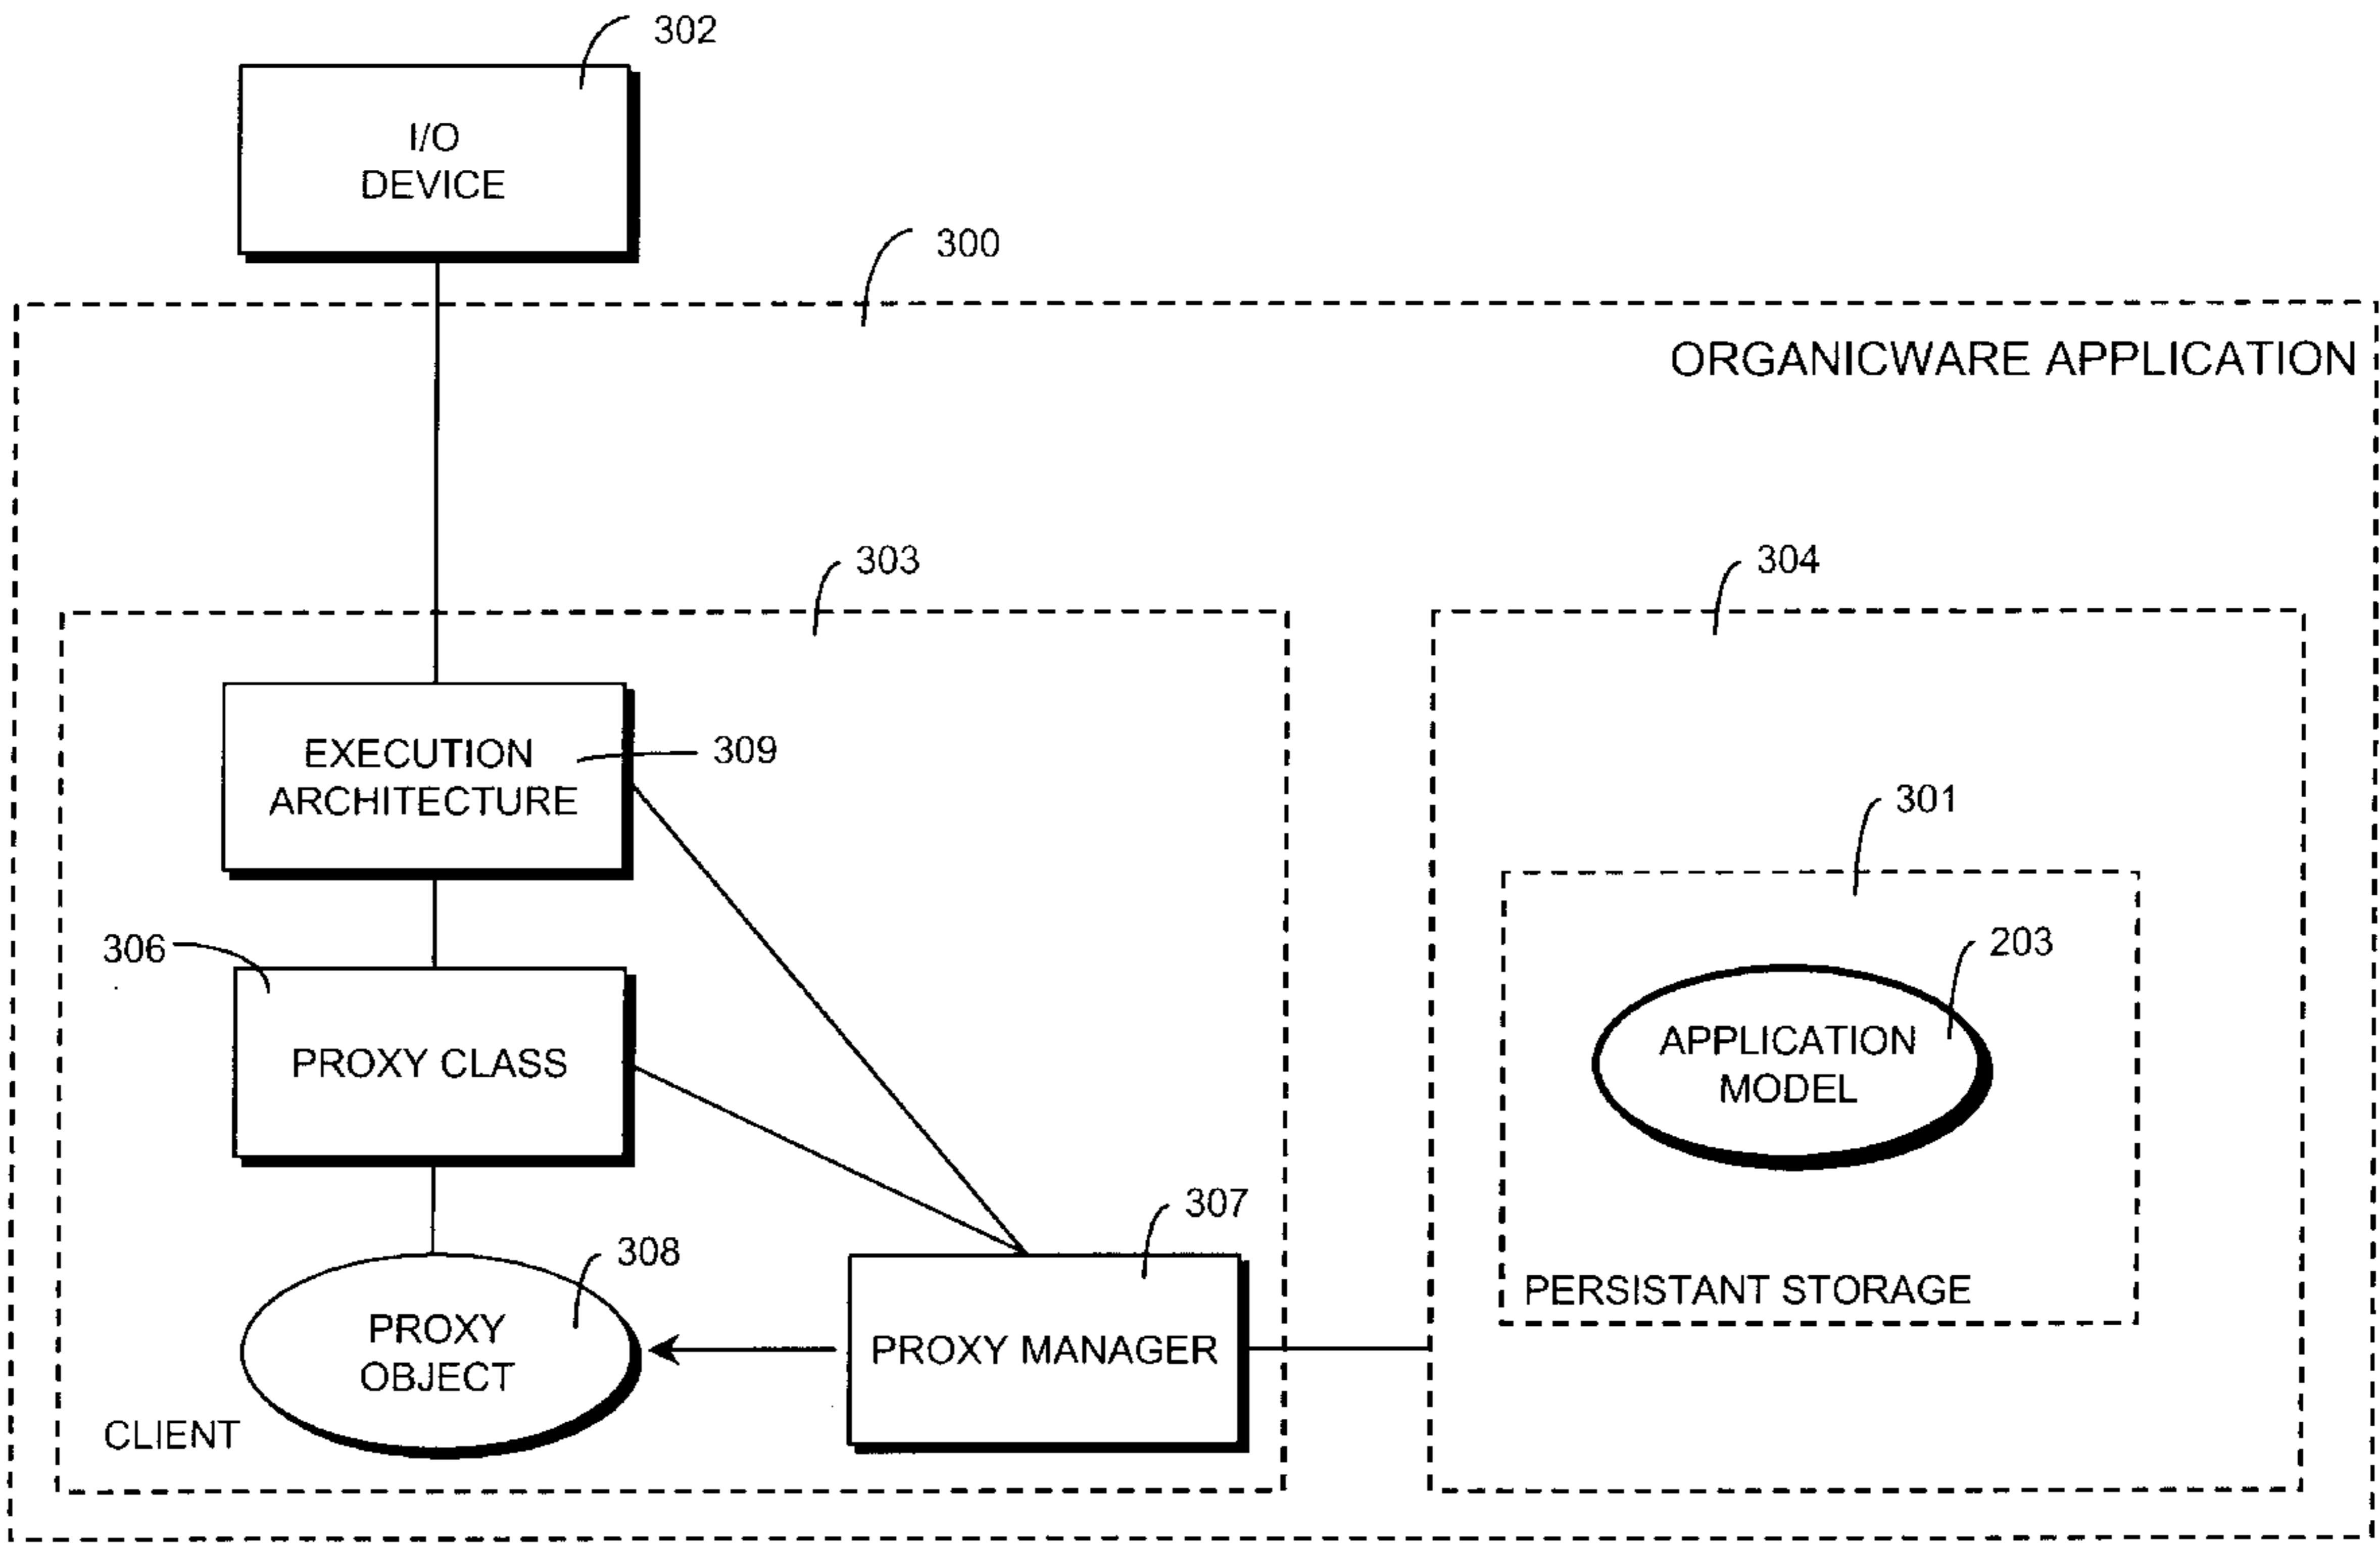 302
I/O
DEVICE
300
ORGANICWARE APPLICATION
303
304
EXECUTION
ARCHITECTURE
309
301
306
203
PROXY CLASS
APPLICATION
MODEL
307
308
PERSISTANT STORAGE
PROXY
OBJECT
PROXY MANAGER
CLIENT